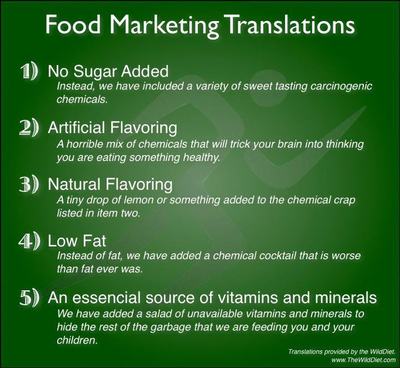 Food Marketing Translations
1) No Sugar Added
Instead, we have included a variety of sweet tasting carcinogenic
chemicals.
2) Artificial Flavoring
A horrible mix of chemicals that will trick your brain into thinking
you are eating something healthy.
3) Natural Flavoring
A tiny drop of lemon or something added to the chemical crap
listed in item two.
4) Low Fat
Instead of fat, we have added a chemical cocktail that is worse
than fat ever was.
5) An essencial source of vitamins and minerals
We have added a salad of unavailable vitamins and minerals to
hide the rest of the garbage that we are feeding you and your
children.
Translations provided by the WildDiet.
www.TheWildDiet.com